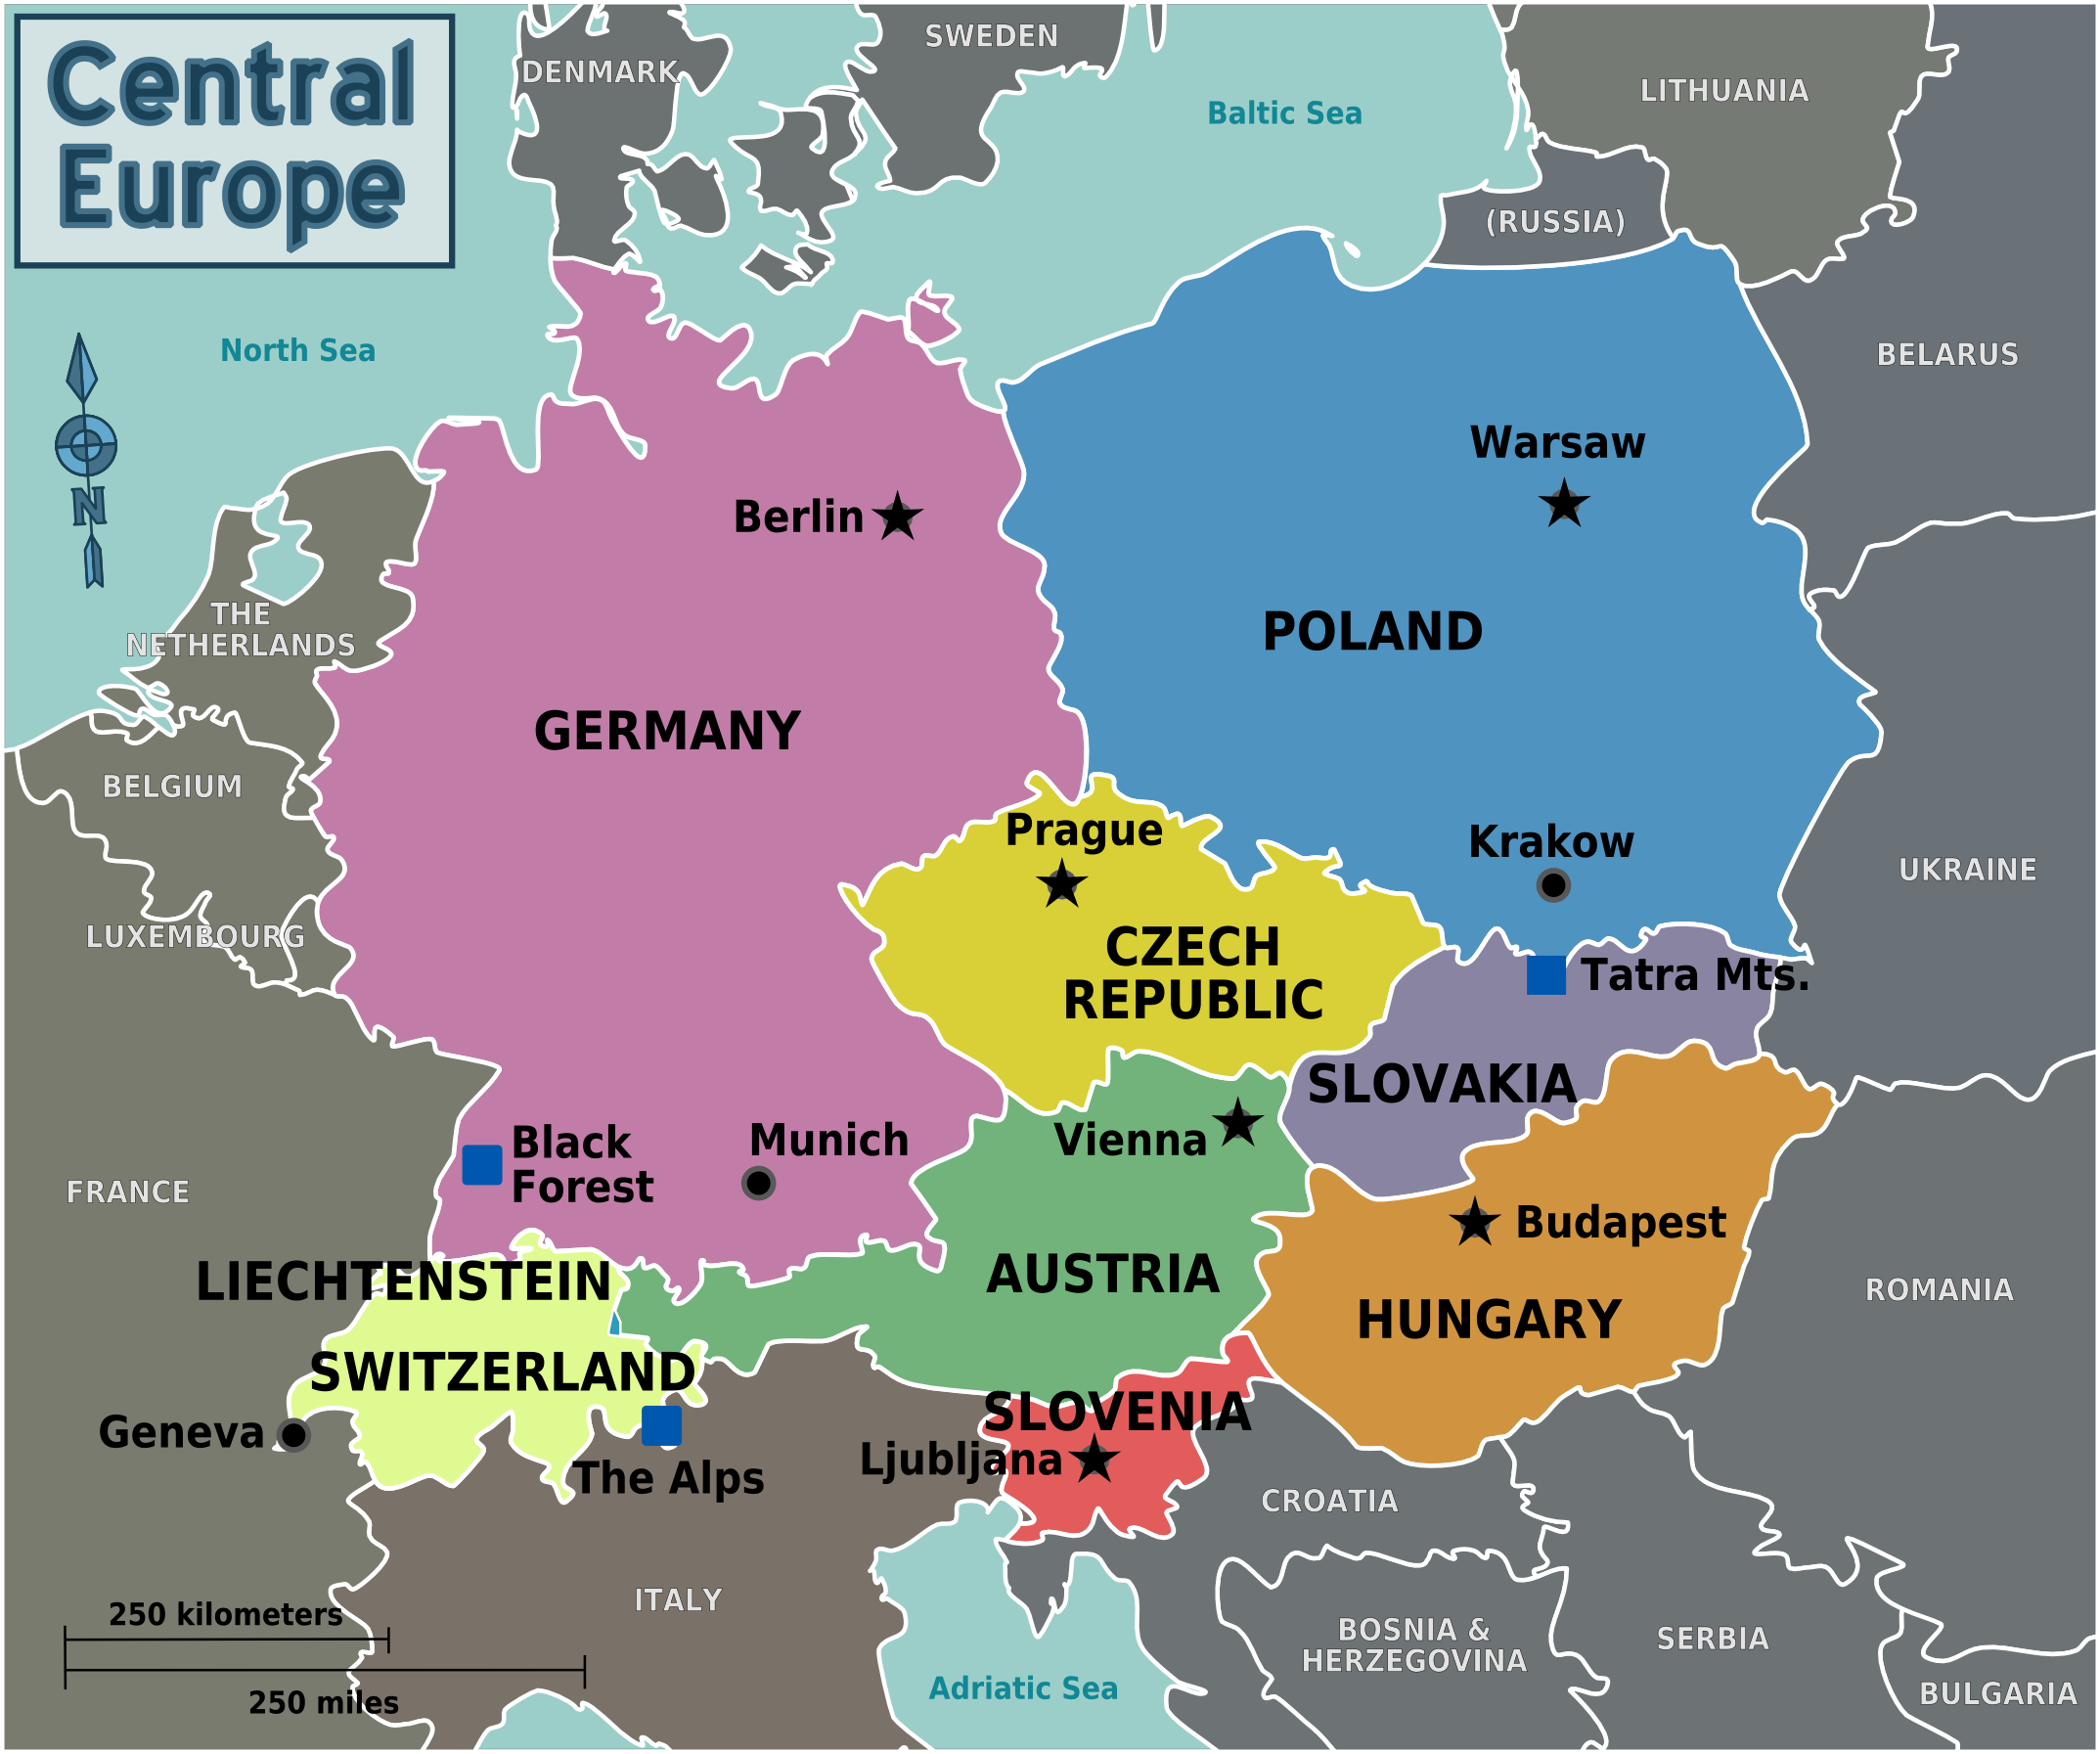 Central
Europe
DENMARK
SWEDEN
Baltic Sea
LITHUANIA
(RUSSIA)
North Sea
BELARUS
N
Warsaw
Berlin
THE
NETHERLANDS
POLAND
GERMANY
BELGIUM
Prague
Krakow
UKRAINE
LUXEMBOURG
CZECH
REPUBLIC
Tatra Mts.
SLOVAKIA
Black
Forest
Munich
Vienna
FRANCE
Budapest
LIECHTENSTEIN
AUSTRIA
ROMANIA
HUNGARY
SWITZERLAND
SLOVENIA
Geneva
Ljubljana
The Alps
CROATIA
ITALY
250 kilometers
BOSNIA &
HERZEGOVINA
SERBIA
Adriatic Sea
BULGARIA
250 miles